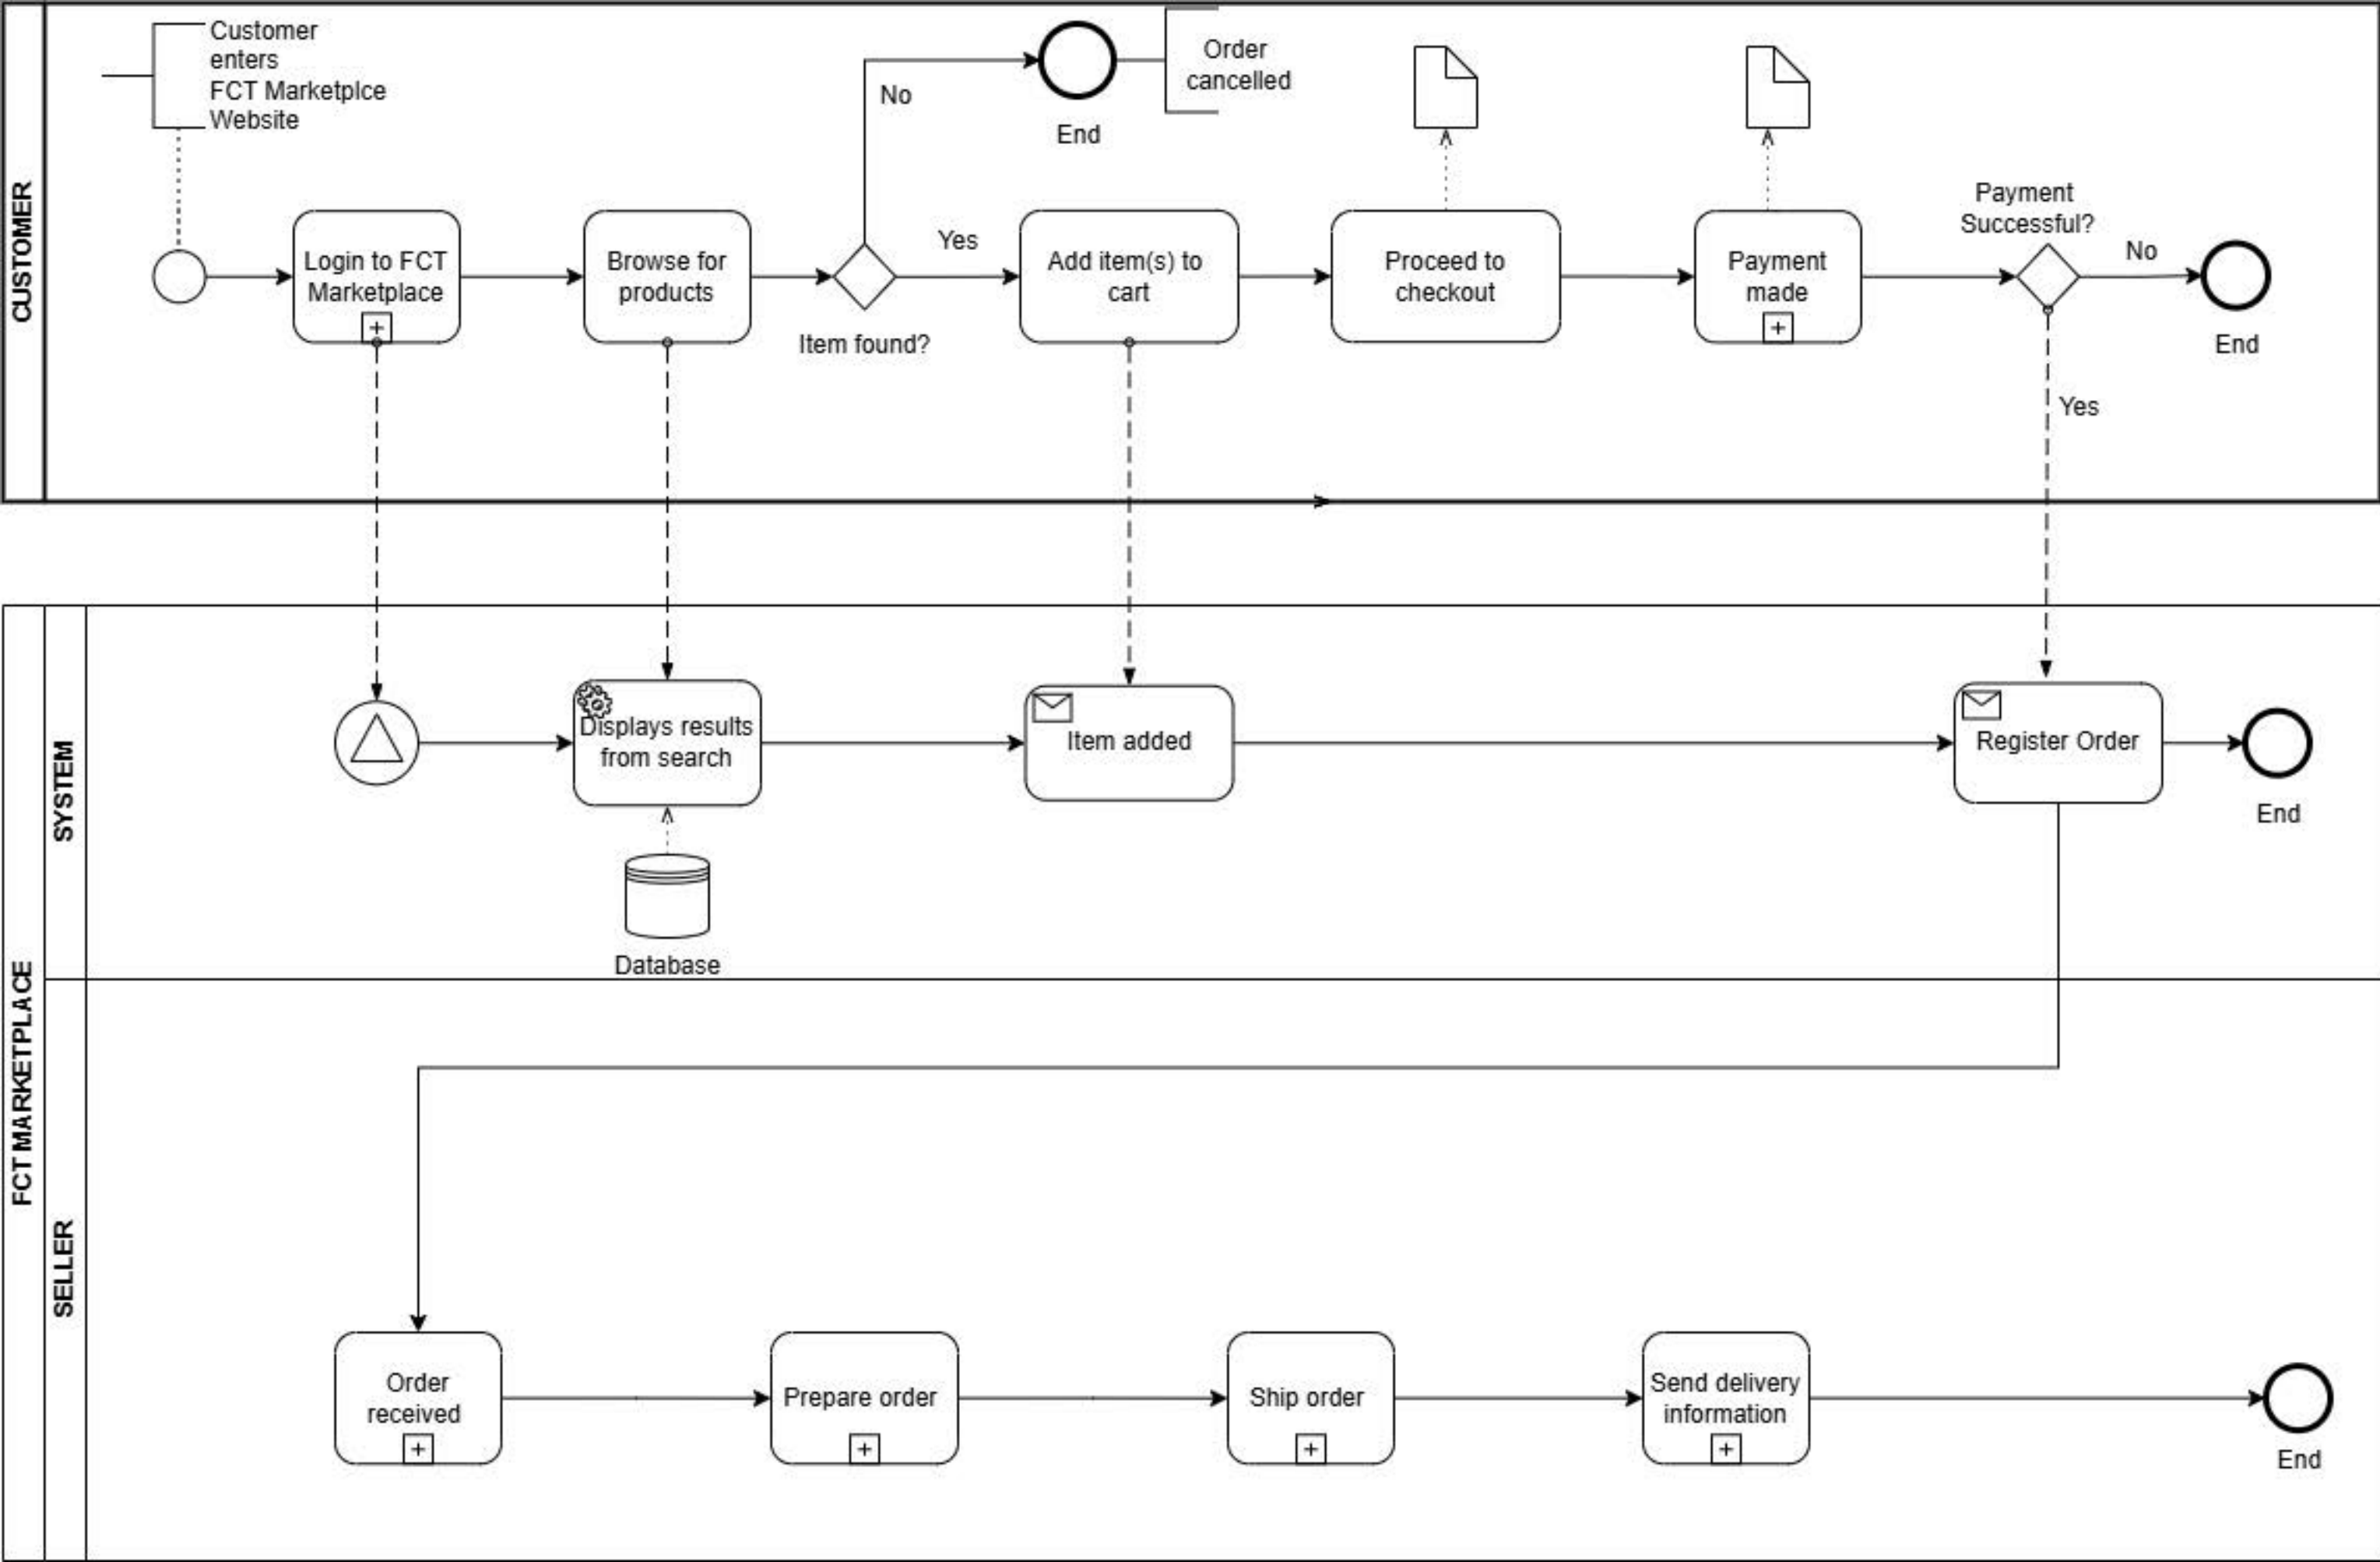 CUSTOMER
Customer
enters
FCT Marketplce
Website
No
End
Order
cancelled
Login to FCT
Marketplace
Browse for
products
Item found?
Yes
Add item(s) to
cart
Proceed to
checkout
Payment
made
Payment
Successful?
No
End
Yes
FCT MARKETPLACE
SYSTEM
Displays results
from search
Database
Item added
Register Order
End
SELLER
Order
received
Prepare order
Ship order
Send delivery
information
End